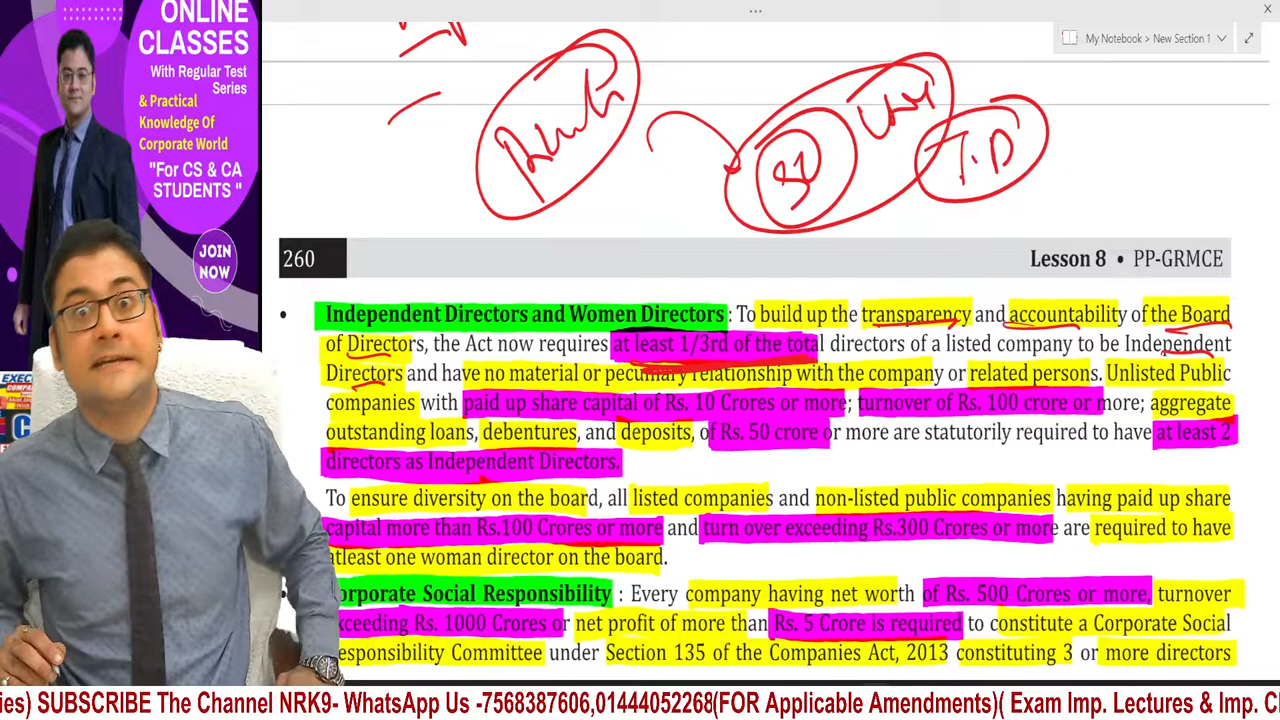 ONLINE
CLASSES
With Regular Test
Series
& Practical
Knowledge Of
Corporate World
"For CS & CA
STUDENTS "
JOIN
NOW
My Notebook > New Section 1
T.D
260
Lesson 8 • PP-GRMCE
• Independent Directors and Women Directors : To build up the transparency and accountability of the Board
of Directors, the Act now requires at least 1/3rd of the total directors of a listed company to be Independent
Directors and have no material or pecuniary relationship with the company or related persons. Unlisted Public
companies with paid up share capital of Rs. 10 Crores or more; turnover of Rs. 100 crore or more; aggregate
outstanding loans, debentures, and deposits, of Rs. 50 crore or more are statutorily required to have at least 2
directors as Independent Directors.
To ensure diversity on the board, all listed companies and non-listed public companies having paid up share
capital more than Rs.100 Crores or more and turn over exceeding Rs.300 Crores or more are required to have
atleast one woman director on the board.
orporate Social Responsibility : Every company having net worth of Rs. 500 Crores or more, turnover
exceeding Rs. 1000 Crores or net profit of more than Rs. 5 Crore is required to constitute a Corporate Social
esponsibility Committee under Section 135 of the Companies Act, 2013 constituting 3 or more directors
ies) SUBSCRIBE The Channel NRK9- WhatsApp Us -7568387606,01444052268(FOR Applicable Amendments)( Exam Imp. Lectures & Imp. C